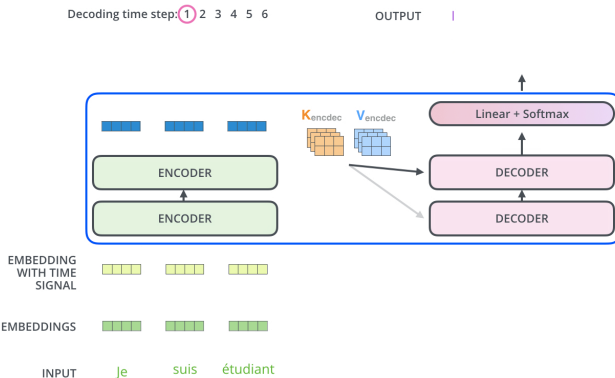 Decoding time step: 1 2 3 4 5 6
OUTPUT I
Kencdec Vencdec
Linear + Softmax
ENCODER
DECODER
ENCODER
DECODER
EMBEDDING
WITH TIME
SIGNAL
EMBEDDINGS
INPUT Je suis étudiant